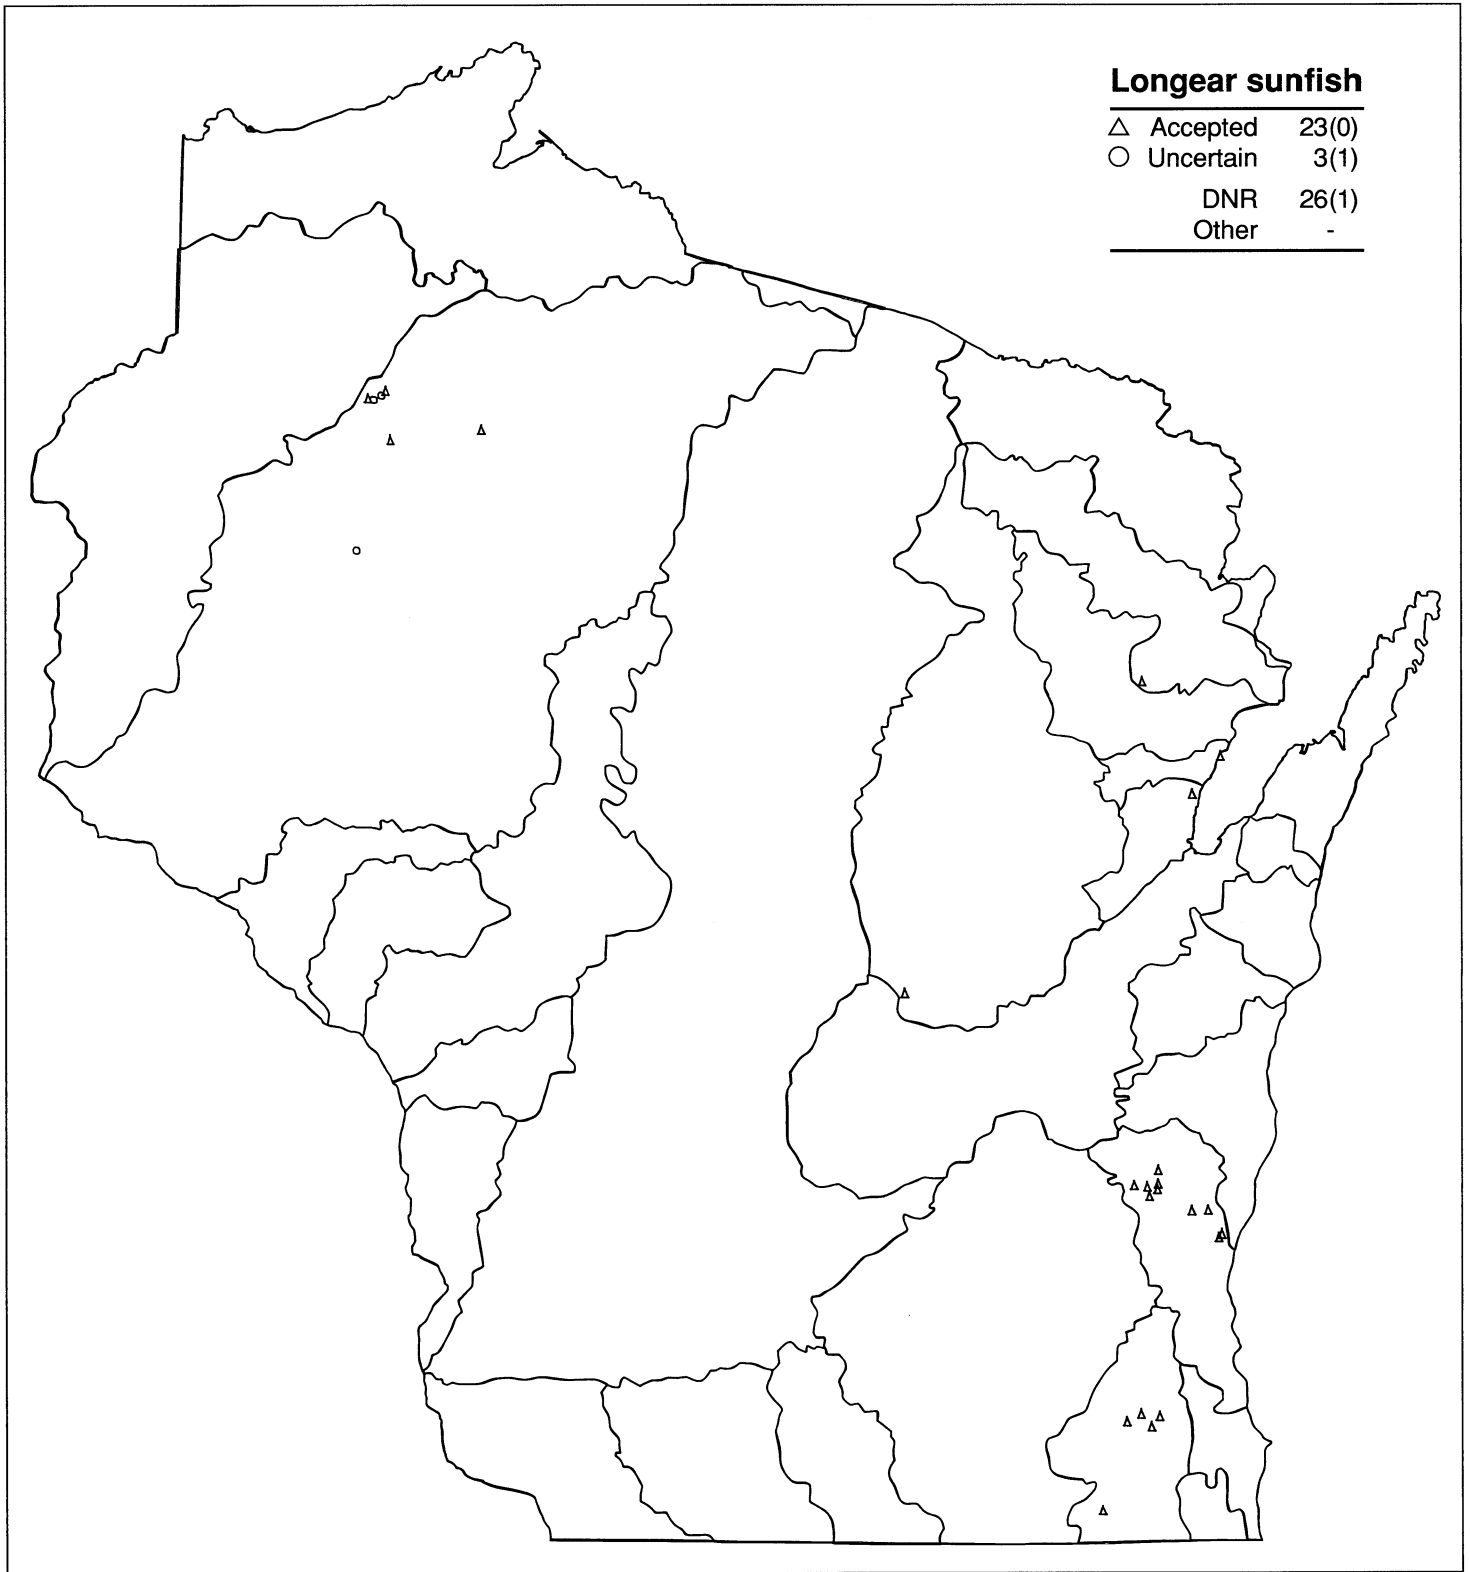 Longear sunfish
△ Accepted 23(0)
○ Uncertain 3(1)
DNR 26(1)
Other -